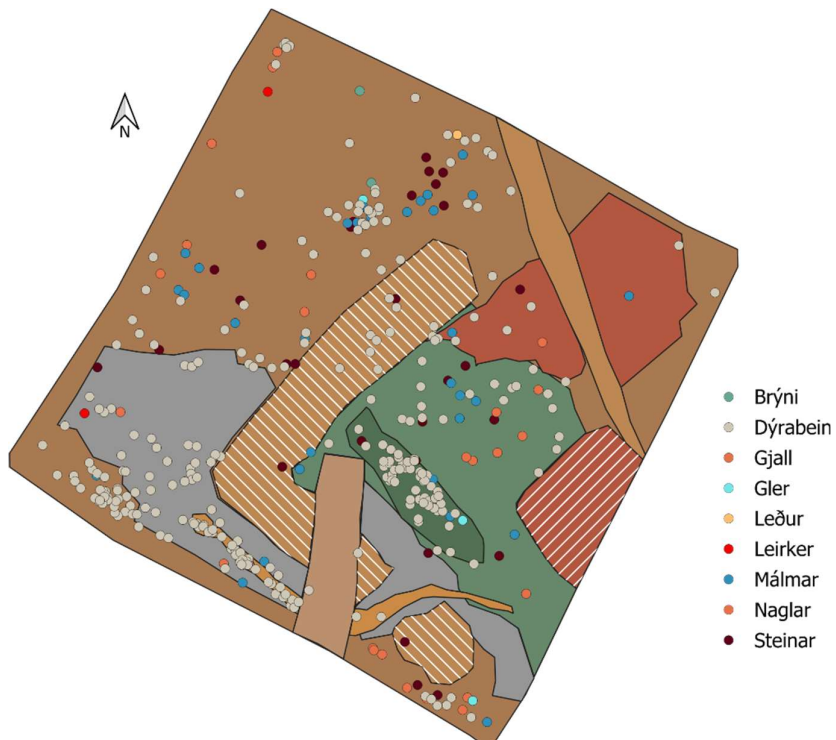 N
Brýni
Dýrabein
Gjall
Gler
Leður
Leirker
Málmar
Naglar
Steinar